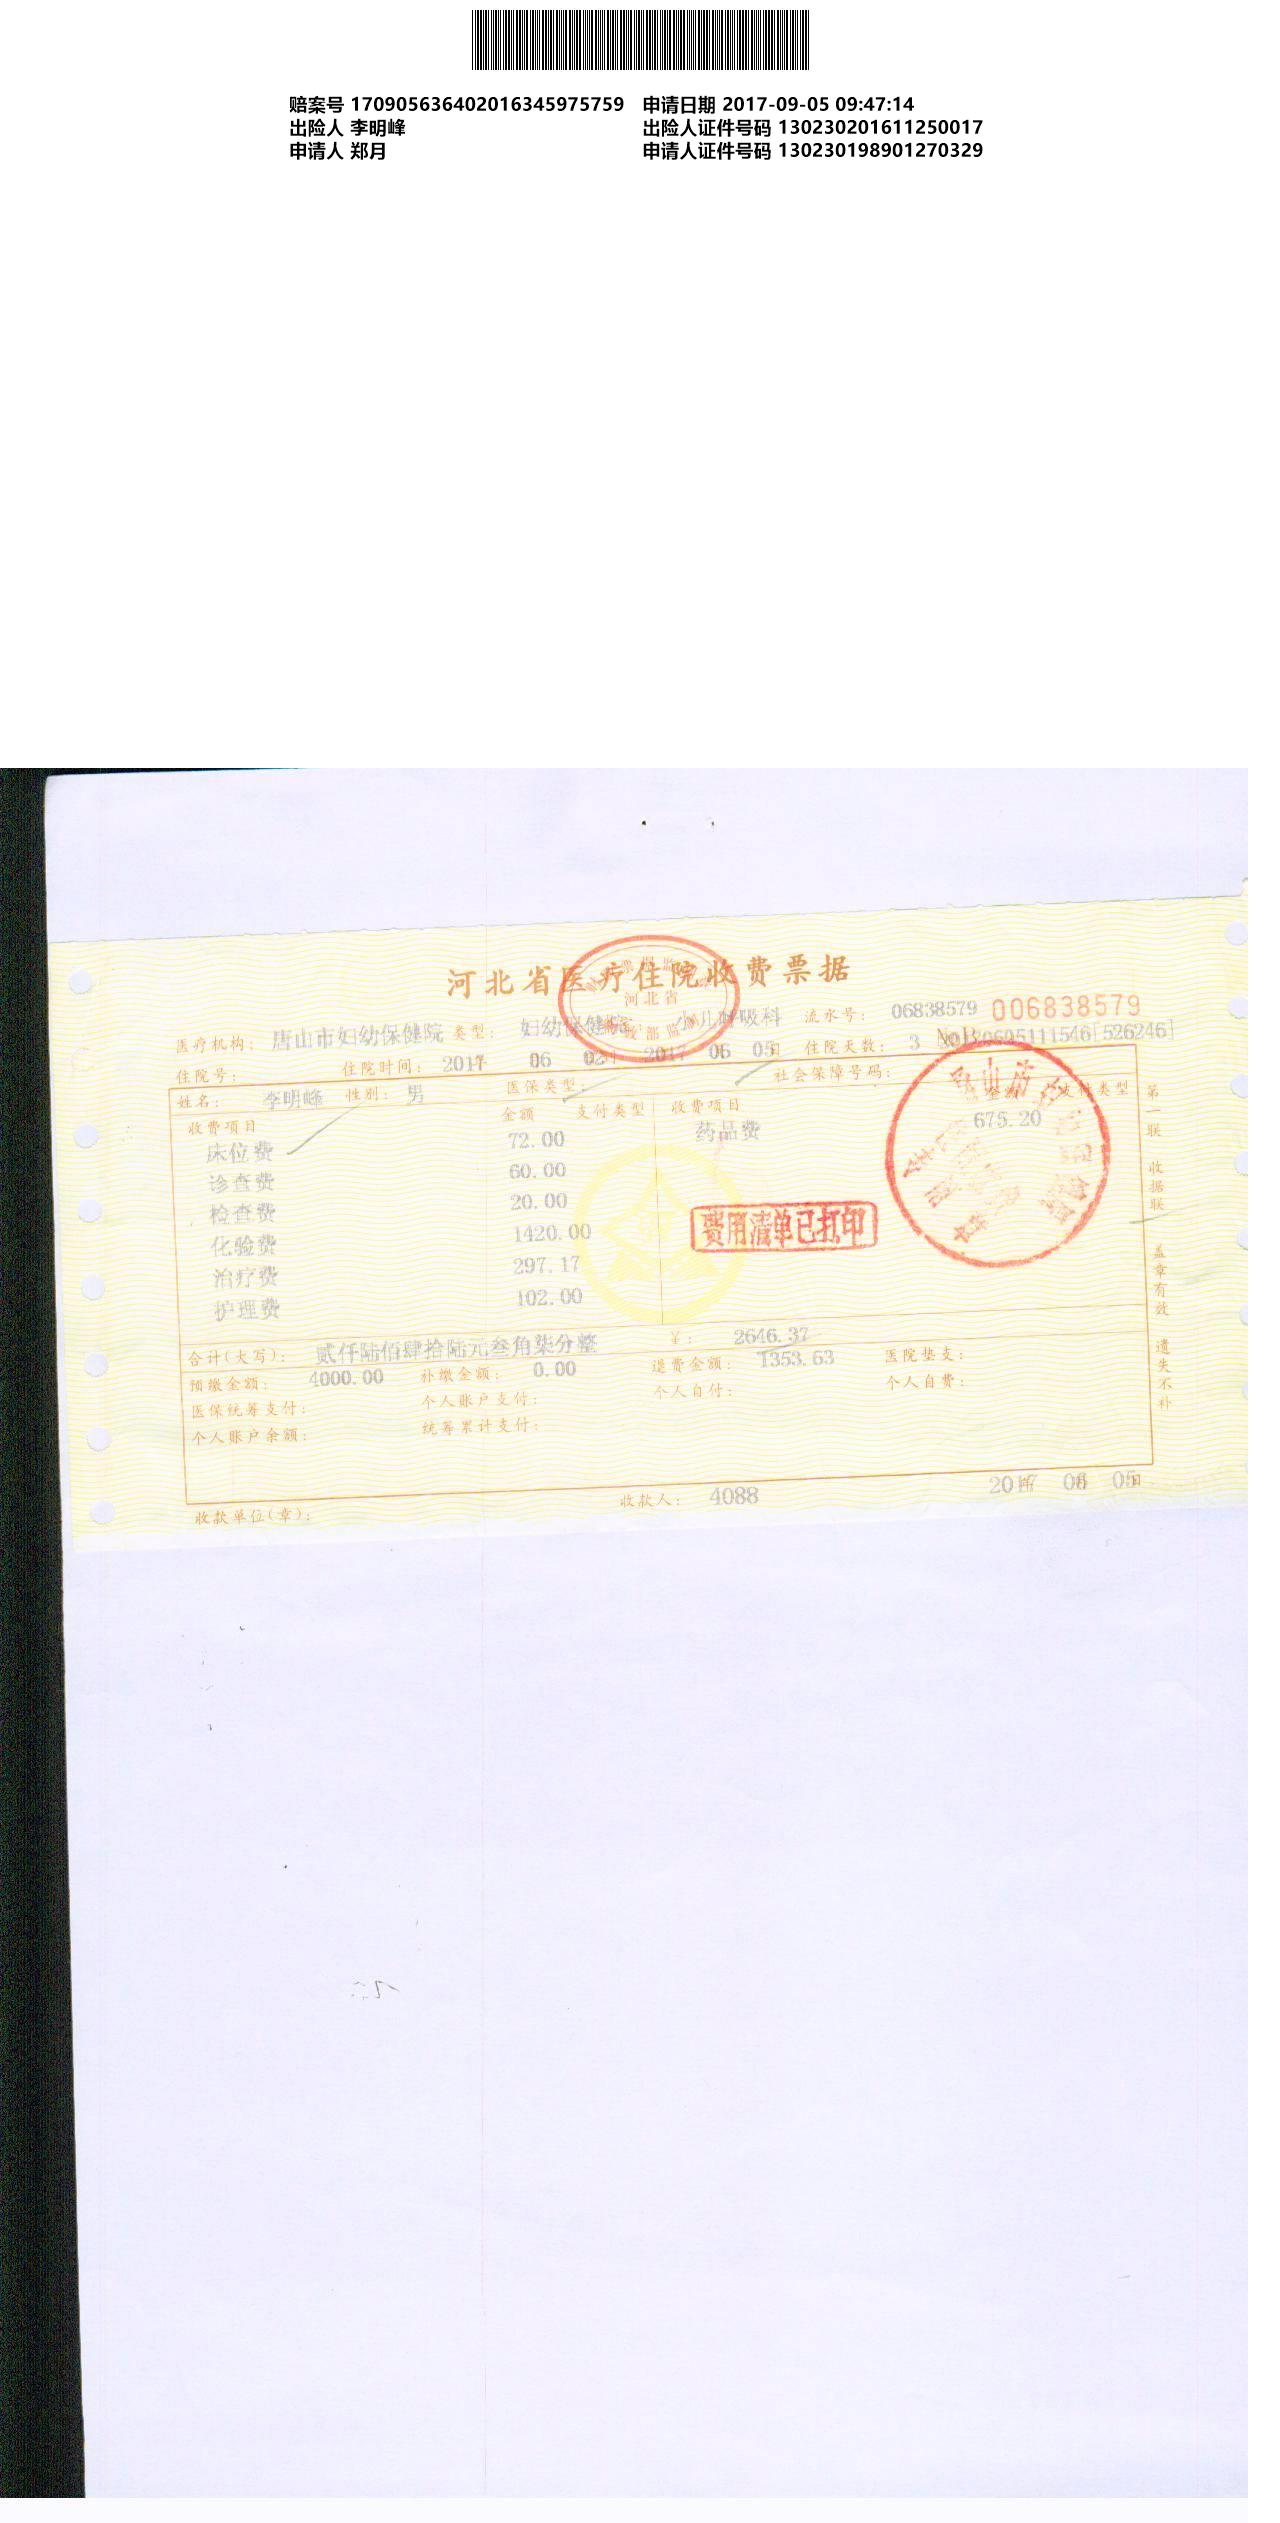 赔案号 170905636402016345975759 申请日期 2017-09-05 09:47:14
出险人 李明峰 出险人证件号码 130230201611250017
申请人 郑月 申请人证件号码 130230198901270329
河北省医疗住院收费票据
医疗机构: 唐山市妇幼保健院 类型: 妇幼保健院 小儿呼吸科 流水号: 06838579 006838579
住院号: 住院时间: 2017年 06 02 2017 06 05日 住院天数: 3
姓名: 李明峰 性别: 男 医保类型: 社会保障号码:
收费项目 金额 支付类型 收费项目 金额 支付类型
床位费 72.00 药品费 675.20
诊查费 60.00
检查费 20.00
化验费 1420.00
治疗费 297.17
护理费 102.00
费用清单已打印
合计(大写): 贰仟陆佰肆拾陆元叁角柒分整 ¥: 2646.37
预缴金额: 4000.00 补缴金额: 0.00 退费金额: 1353.63 医院垫支:
医保统筹支付: 个人账户支付: 个人自付: 个人自费:
个人账户余额: 统筹累计支付:
收款单位(章): 收款人: 4088
第一联 收据联 盖章有效 遗失不补
河北省